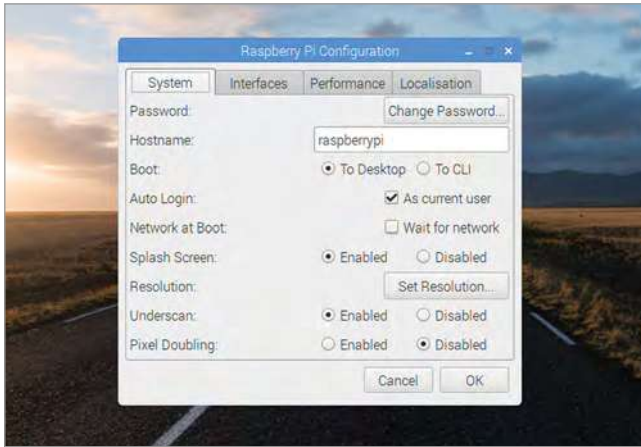 Raspberry Pi Configuration
System Interfaces Performance Localisation
Password: Change Password...
Hostname: raspberrypi
Boot: To Desktop To CLI
Auto Login: As current user
Network at Boot: Wait for network
Splash Screen: Enabled Disabled
Resolution: Set Resolution...
Underscan: Enabled Disabled
Pixel Doubling: Enabled Disabled
Cancel OK